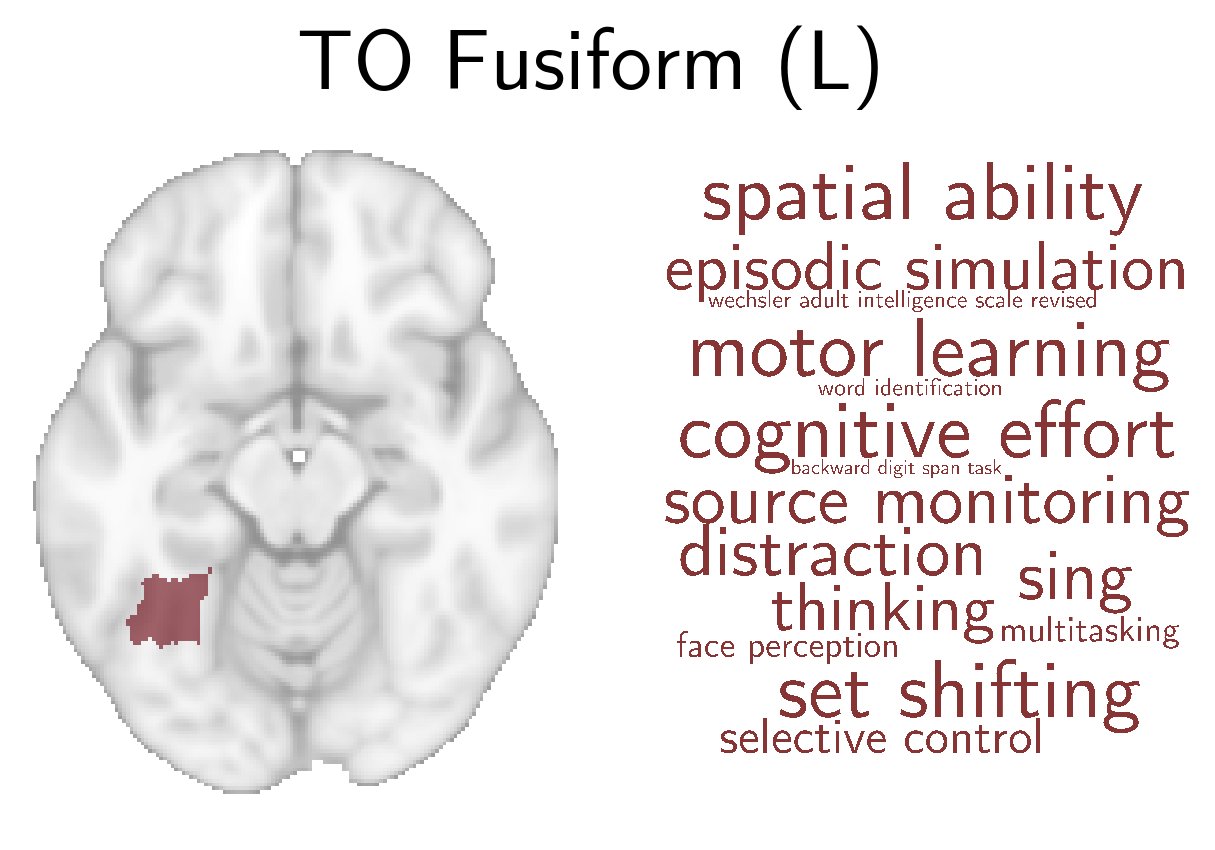 TO Fusiform (L)
spatial ability
episodic simulation
wechsler adult intelligence scale revised
motor learning
word identification
cognitive effort
backward digit span task
source monitoring
distraction
sing
thinking
multitasking
face perception
set shifting
selective control